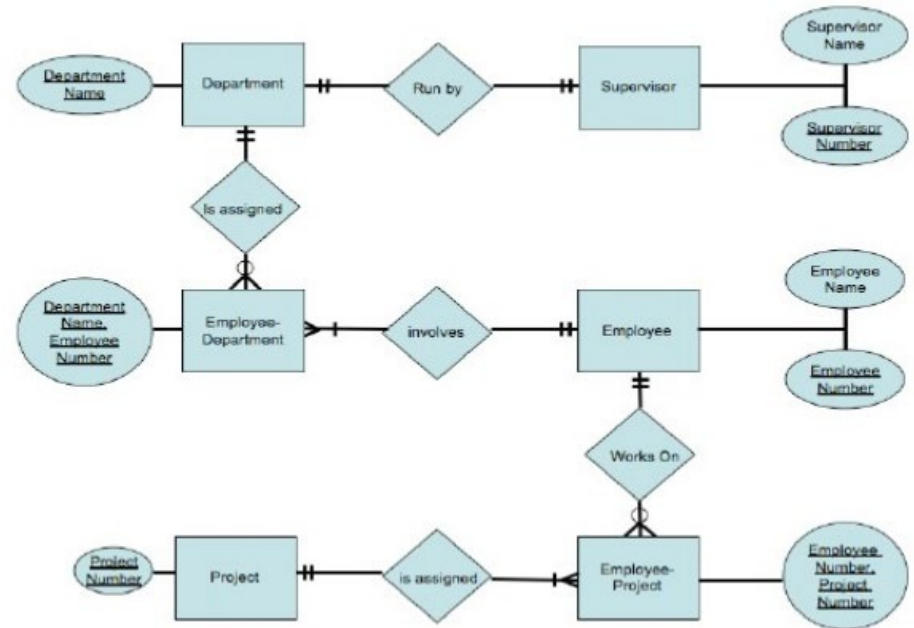 Supervisor
Name
Department
Name
Department
Run by
Supervisor
Supervisor
Number
Is assigned
Employee
Name
Department
Name,
Employee
Number
Employee-
Department
involves
Employee
Employee
Number
Works On
Project
Number
Project
is assigned
Employee-
Project
Employee
Number,
Project
Number